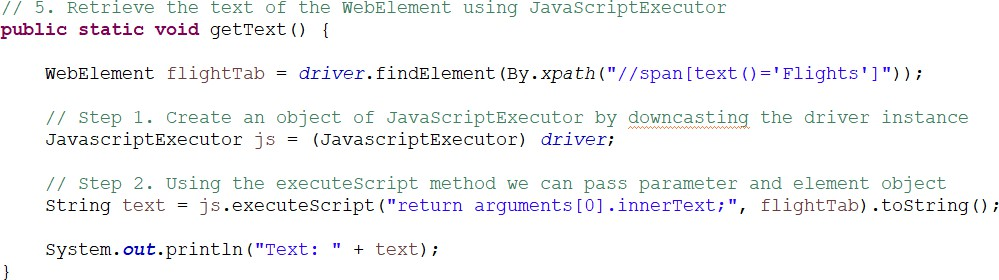 // 5. Retrieve the text of the WebElement using JavaScriptExecutor
public static void getText() {
WebElement flightTab = driver.findElement(By.xpath("//span[text()='Flights']"));
// Step 1. Create an object of JavaScriptExecutor by downcasting the driver instance
JavascriptExecutor js = (JavascriptExecutor) driver;
// Step 2. Using the executeScript method we can pass parameter and element object
String text = js.executeScript("return arguments[0].innerText;", flightTab).toString();
System.out.println("Text: " + text);
}